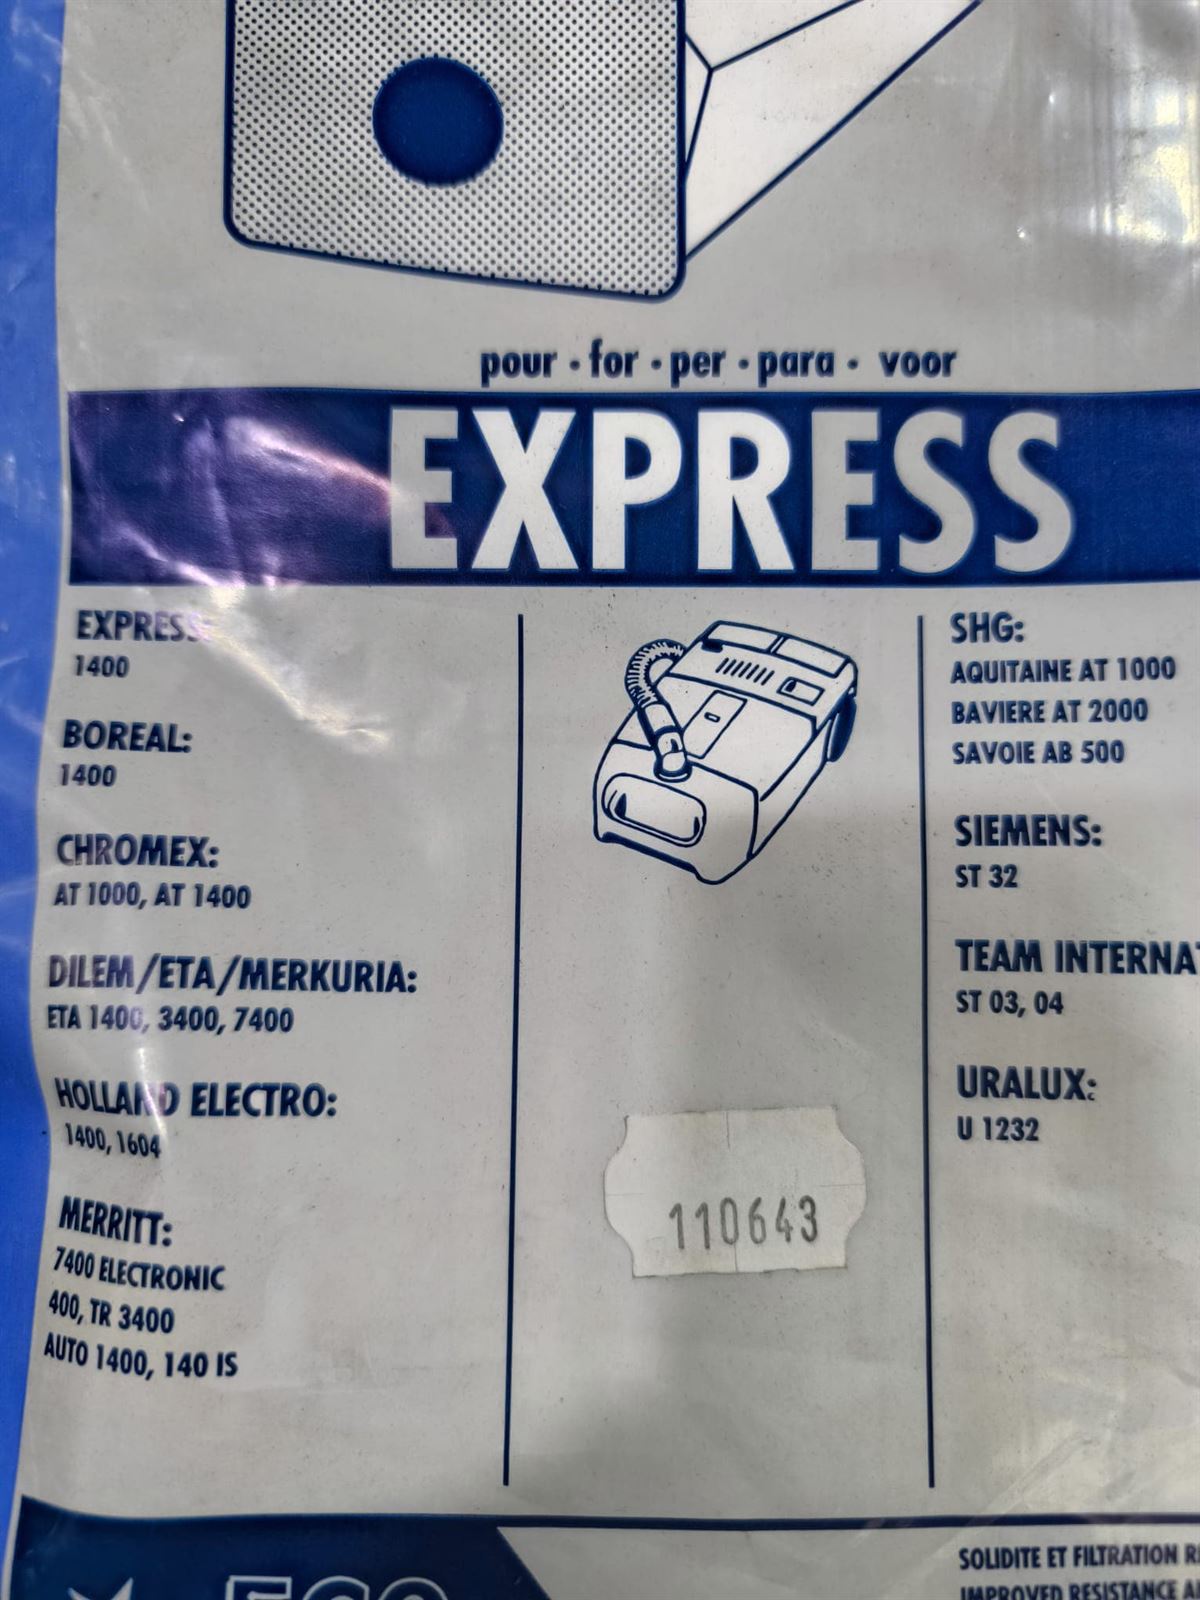 pour · for · per · para · voor
EXPRESS
EXPRESS:
1400
BOREAL:
1400
CHROMEX:
AT 1000, AT 1400
DILEM/ETA/MERKURIA:
ETA 1400, 3400, 7400
HOLLAND ELECTRO:
1400, 1604
MERRITT:
7400 ELECTRONIC
400, TR 3400
AUTO 1400, 140 IS
110643
SHG:
AQUITAINE AT 1000
BAVIERE AT 2000
SAVOIE AB 500
SIEMENS:
ST 32
TEAM INTERNA
ST 03, 04
URALUX:
U 1232
SOLIDITE ET FILTRATION
IMPROVED RESISTANCE